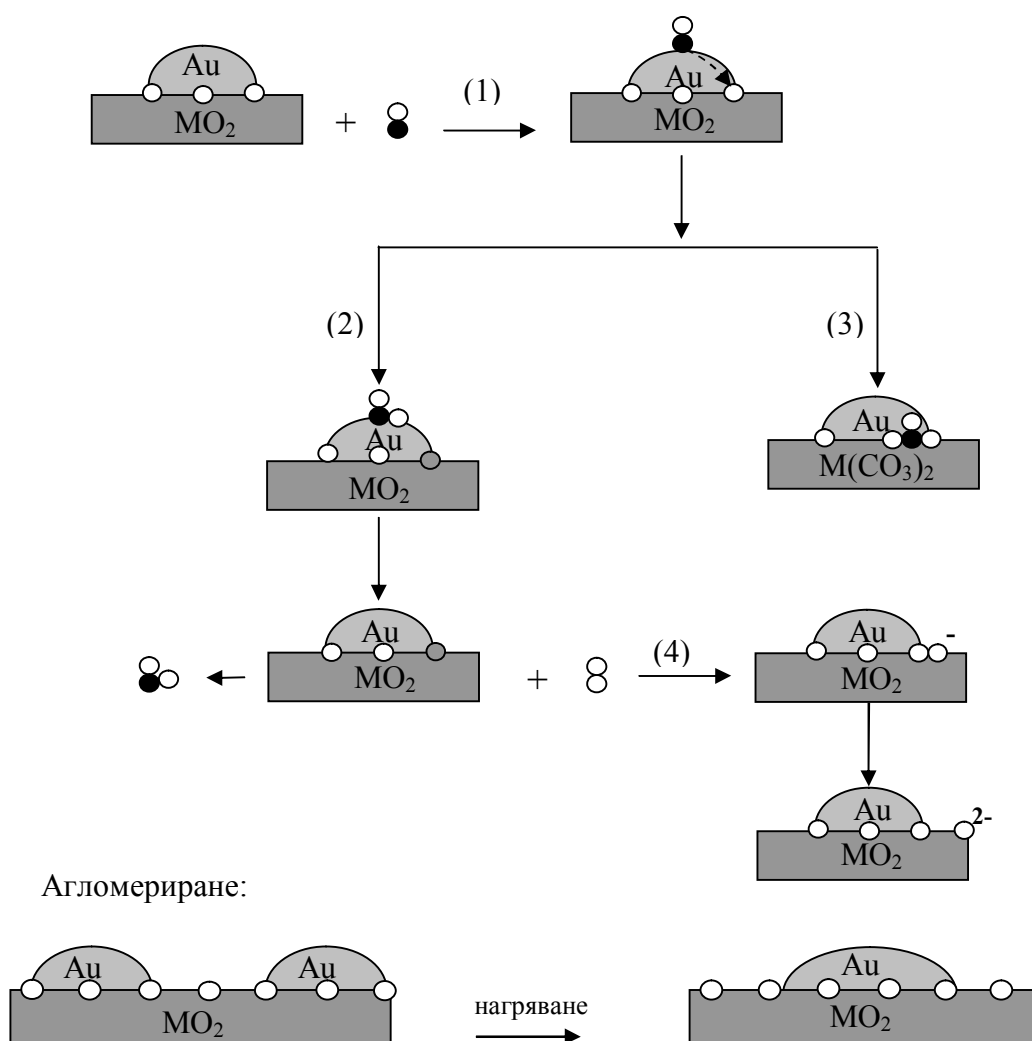 Au
MO₂
+
(1)
Au
MO₂
(2)
(3)
Au
MO₂
Au
M(CO₃)₂
Au
MO₂
+
(4)
Au
-
MO₂
Au
2-
MO₂
Агломериране:
Au
Au
MO₂
нагряване
Au
MO₂